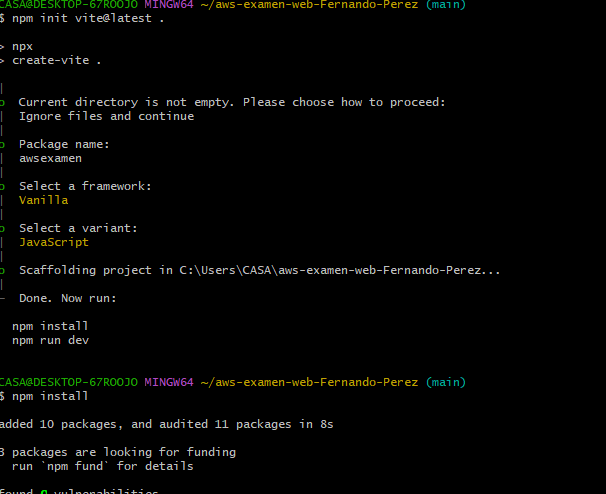 CASA@DESKTOP-67ROOJO MINGW64 ~/aws-examen-web-Fernando-Perez (main)
$ npm init vite@latest .
> npx
> create-vite .
|
o  Current directory is not empty. Please choose how to proceed:
|  Ignore files and continue
|
o  Package name:
|  awsexamen
|
o  Select a framework:
|  Vanilla
|
o  Select a variant:
|  JavaScript
|
o  Scaffolding project in C:\Users\CASA\aws-examen-web-Fernando-Perez...
|
—  Done. Now run:
npm install
npm run dev
CASA@DESKTOP-67ROOJO MINGW64 ~/aws-examen-web-Fernando-Perez (main)
$ npm install
added 10 packages, and audited 11 packages in 8s
3 packages are looking for funding
run `npm fund` for details
found 0 vulnerabilities